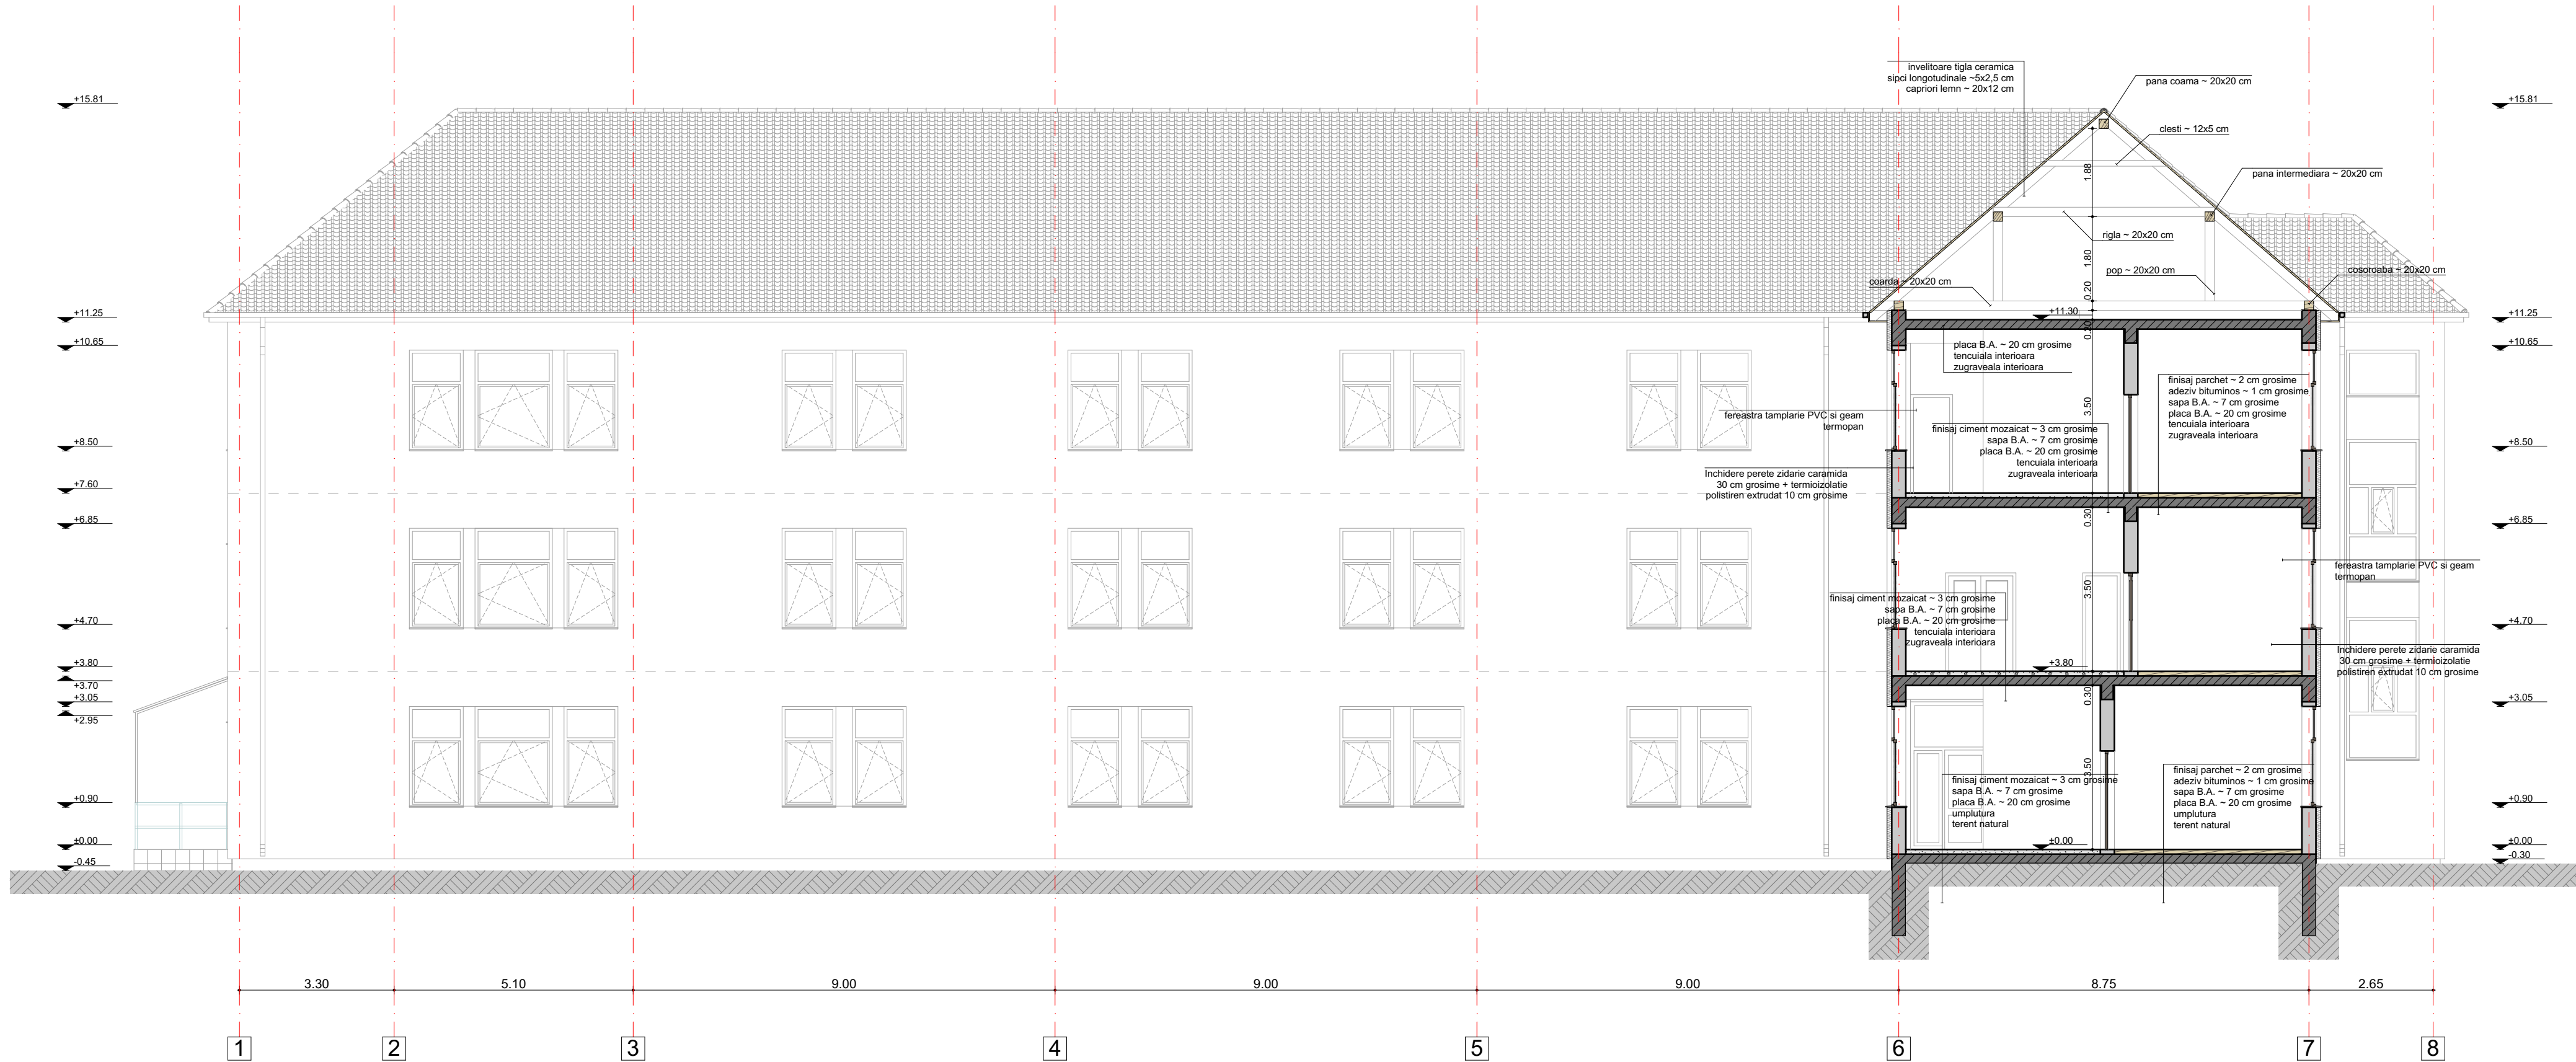 invelitoare tigla ceramica
sipci longotudinale ~5x2,5 cm
capriori lemn ~ 20x12 cm
pana coama ~ 20x20 cm
+15.81
+15.81
clesti ~ 12x5 cm
1.88
pana intermediara ~ 20x20 cm
rigla ~ 20x20 cm
1.80
pop ~ 20x20 cm
cosoroaba ~ 20x20 cm
coarda ~ 20x20 cm
0.20
+11.25
+11.30
+11.25
0.20
+10.65
placa B.A. ~ 20 cm grosime
tencuiala interioara
zugraveala interioara
+10.65
finisaj parchet ~ 2 cm grosime
adeziv bituminos ~ 1 cm grosime
sapa B.A. ~ 7 cm grosime
placa B.A. ~ 20 cm grosime
tencuiala interioara
zugraveala interioara
3.50
fereastra tamplarie PVC si geam
termopan
finisaj ciment mozaicat ~ 3 cm grosime
sapa B.A. ~ 7 cm grosime
placa B.A. ~ 20 cm grosime
tencuiala interioara
zugraveala interioara
+8.50
+8.50
Inchidere perete zidarie caramida
30 cm grosime + termoizolatie
polistiren extrudat 10 cm grosime
+7.60
+7.60
0.30
+6.85
+6.85
fereastra tamplarie PVC si geam
termopan
3.50
finisaj ciment mozaicat ~ 3 cm grosime
sapa B.A. ~ 7 cm grosime
placa B.A. ~ 20 cm grosime
tencuiala interioara
zugraveala interioara
+4.70
+4.70
Inchidere perete zidarie caramida
30 cm grosime + termoizolatie
polistiren extrudat 10 cm grosime
+3.80
+3.80
+3.80
+3.70
0.30
+3.05
+3.05
+2.95
3.50
finisaj ciment mozaicat ~ 3 cm grosime
sapa B.A. ~ 7 cm grosime
placa B.A. ~ 20 cm grosime
umplutura
terent natural
finisaj parchet ~ 2 cm grosime
adeziv bituminos ~ 1 cm grosime
sapa B.A. ~ 7 cm grosime
placa B.A. ~ 20 cm grosime
umplutura
terent natural
+0.90
+0.90
±0.00
±0.00
±0.00
-0.45
-0.30
3.30 5.10 9.00 9.00 9.00 8.75 2.65
1 2 3 4 5 6 7 8